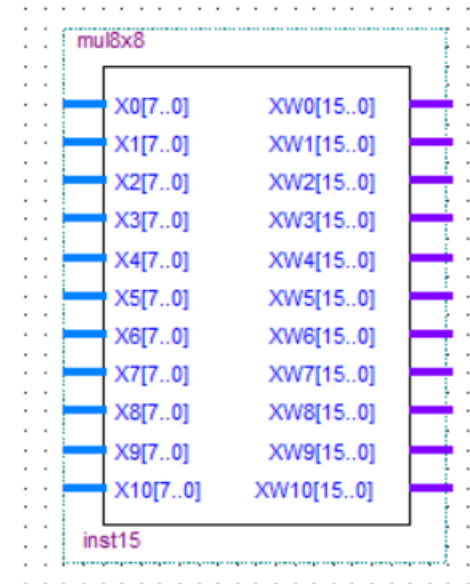 mul8x8
X0[7..0] XW0[15..0]
X1[7..0] XW1[15..0]
X2[7..0] XW2[15..0]
X3[7..0] XW3[15..0]
X4[7..0] XW4[15..0]
X5[7..0] XW5[15..0]
X6[7..0] XW6[15..0]
X7[7..0] XW7[15..0]
X8[7..0] XW8[15..0]
X9[7..0] XW9[15..0]
X10[7..0] XW10[15..0]
inst15